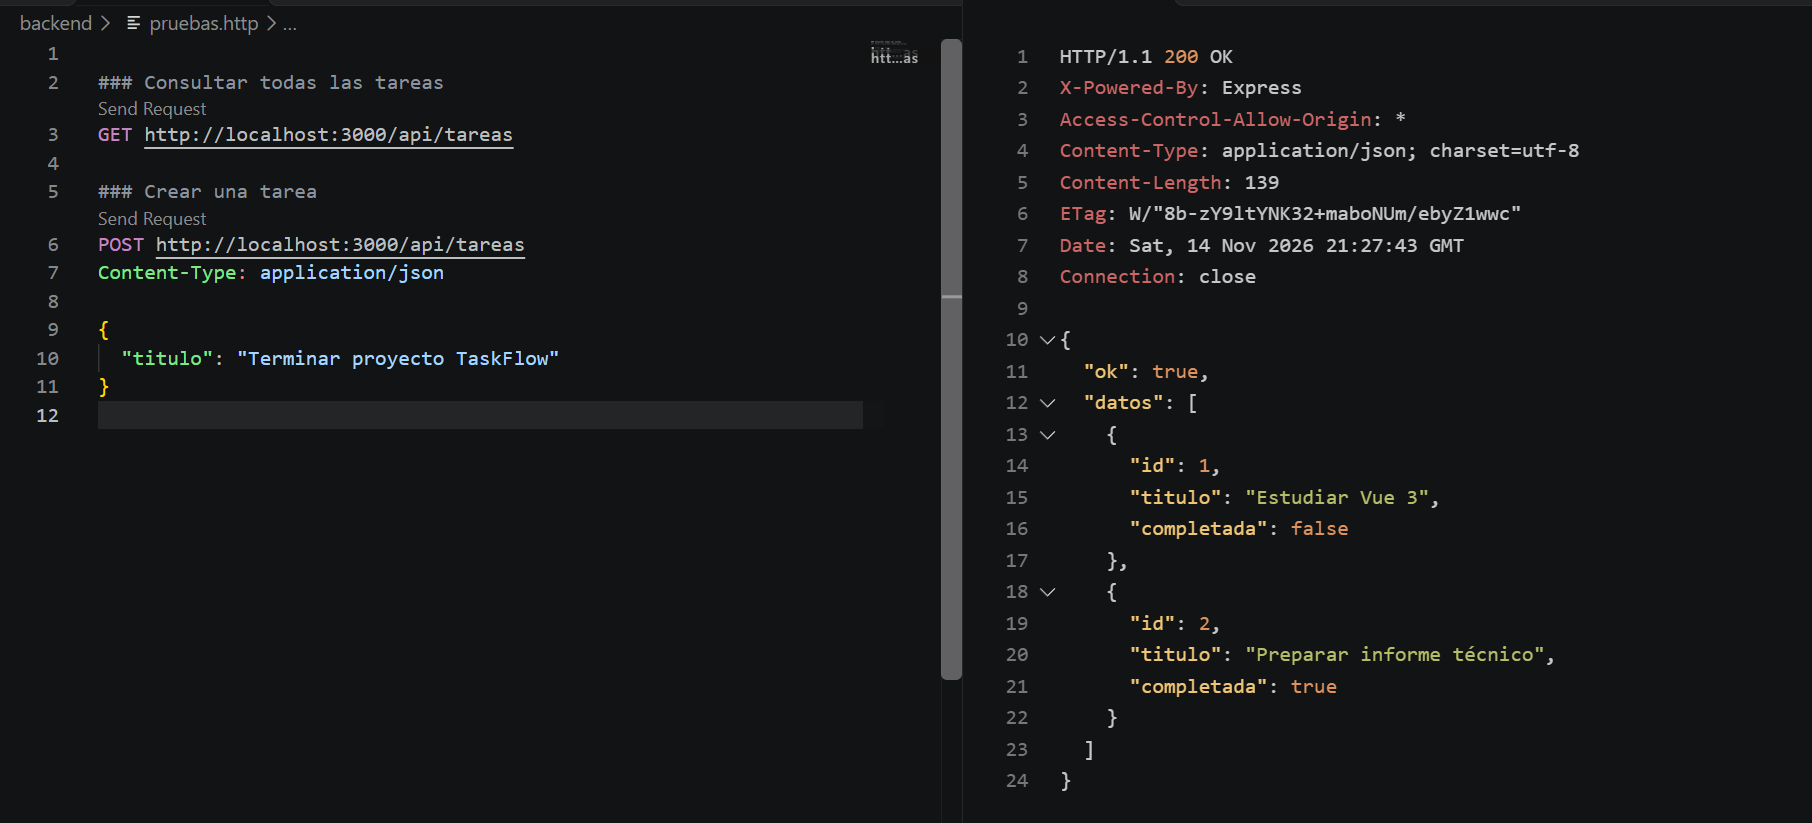 backend > pruebas.http > ...
htt...as
1
2 ### Consultar todas las tareas
Send Request
3 GET http://localhost:3000/api/tareas
4
5 ### Crear una tarea
Send Request
6 POST http://localhost:3000/api/tareas
7 Content-Type: application/json
8
9 {
10 "titulo": "Terminar proyecto TaskFlow"
11 }
12
1 HTTP/1.1 200 OK
2 X-Powered-By: Express
3 Access-Control-Allow-Origin: *
4 Content-Type: application/json; charset=utf-8
5 Content-Length: 139
6 ETag: W/"8b-zY9ltYNK32+maboNUm/ebyZ1wwc"
7 Date: Sat, 14 Nov 2026 21:27:43 GMT
8 Connection: close
9
10 {
11 "ok": true,
12 "datos": [
13 {
14 "id": 1,
15 "titulo": "Estudiar Vue 3",
16 "completada": false
17 },
18 {
19 "id": 2,
20 "titulo": "Preparar informe técnico",
21 "completada": true
22 }
23 ]
24 }